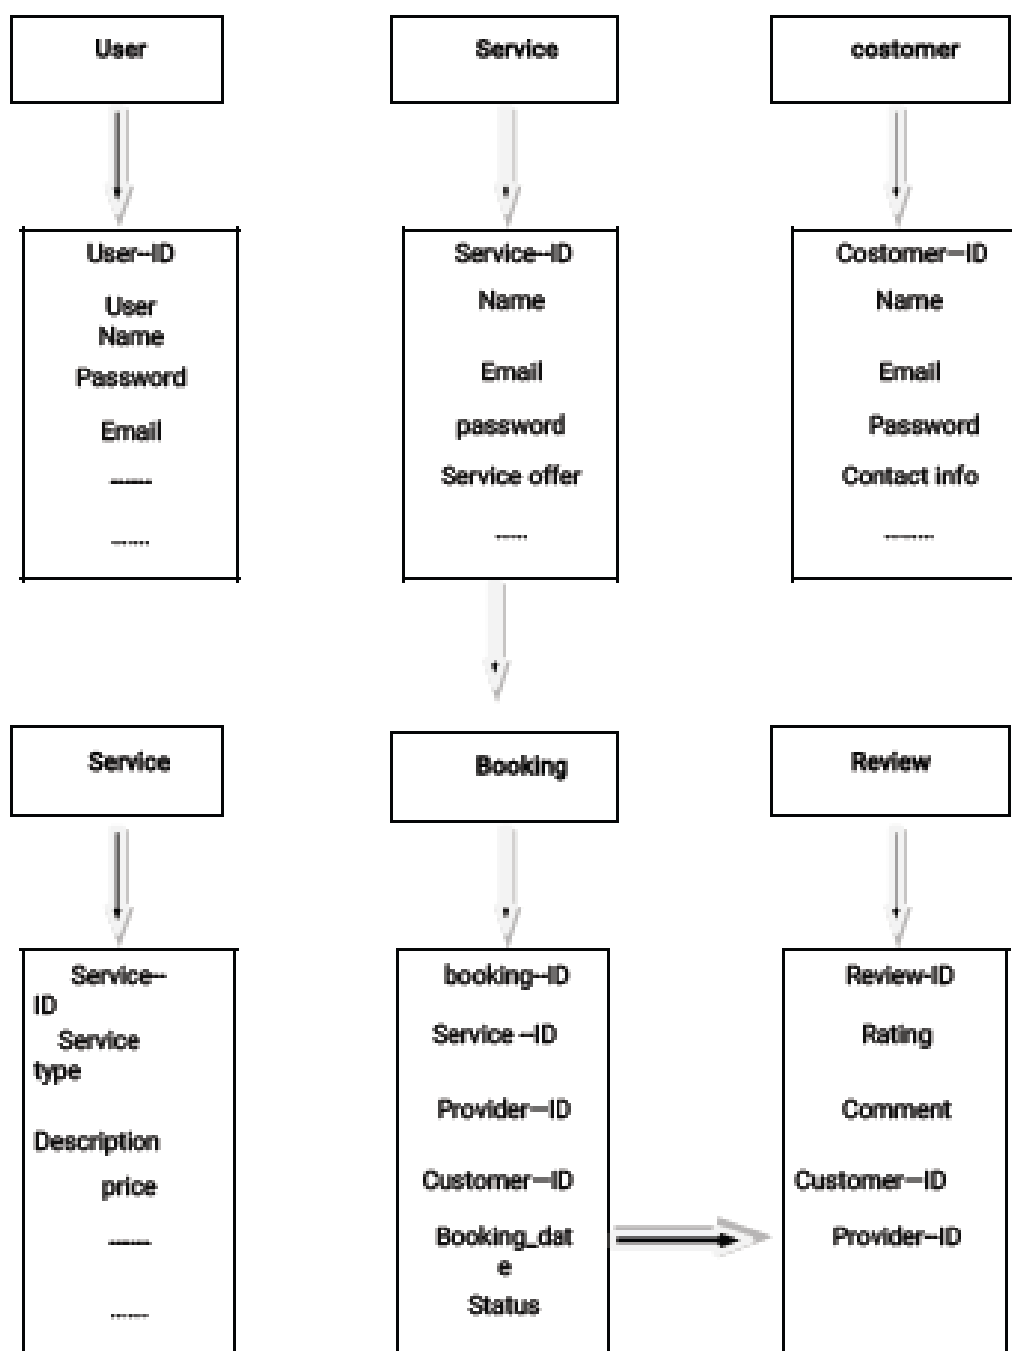 User
Service
costomer
User--ID
User
Name
Password
Email
-------
-------
Service--ID
Name
Email
password
Service offer
------
Costomer--ID
Name
Email
Password
Contact info
---------
Service
Booking
Review
Service--
ID
Service
type
Description
price
-------
-------
booking--ID
Service --ID
Provider--ID
Customer--ID
Booking_dat
e
Status
Review-ID
Rating
Comment
Customer--ID
Provider--ID